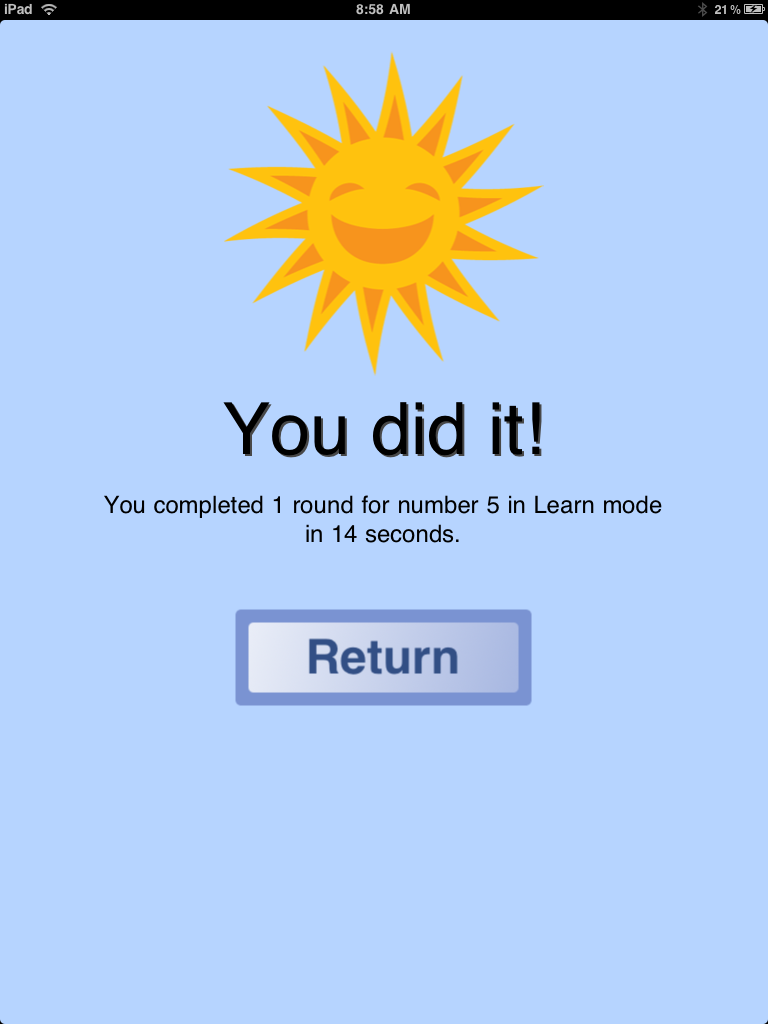 iPad 8:58 AM 21%
You did it!
You completed 1 round for number 5 in Learn mode
in 14 seconds.
Return